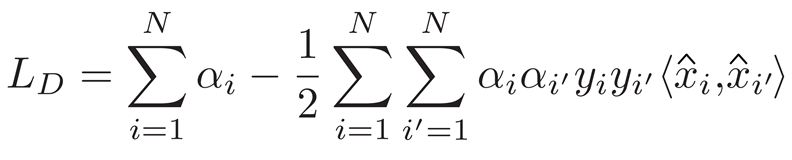 L_D = \sum_{i=1}^{N} \alpha_i - \frac{1}{2} \sum_{i=1}^{N} \sum_{i'=1}^{N} \alpha_i \alpha_{i'} y_i y_{i'} \langle \hat{x}_i, \hat{x}_{i'} \rangle